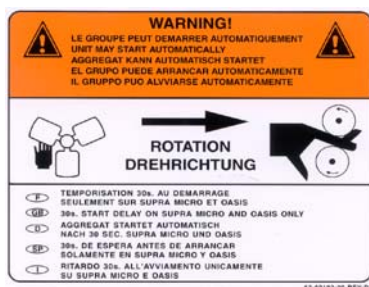 WARNING!
LE GROUPE PEUT DEMARRER AUTOMATIQUEMENT
UNIT MAY START AUTOMATICALLY
AGGREGAT KANN AUTOMATISCH STARTET
EL GRUPO PUEDE ARRANCAR AUTOMATICAMENTE
IL GRUPPO PUO ALVVIARSE AUTOMATICAMENTE
ROTATION
DREHRICHTUNG
F TEMPORISATION 30s. AU DEMARRAGE
SEULEMENT SUR SUPRA MICRO ET OASIS
GB 30s. START DELAY ON SUPRA MICRO AND OASIS ONLY
D AGGREGAT STARTET AUTOMATISCH
NACH 30 SEC. SUPRA MICRO UND OASIS
SP 30s. DE ESPERA ANTES DE ARRANCAR
SOLAMENTE EN SUPRA MICRO Y OASIS
I RITARDO 30s. ALL'AVVIAMENTO UNICAMENTE
SU SUPRA MICRO E OASIS